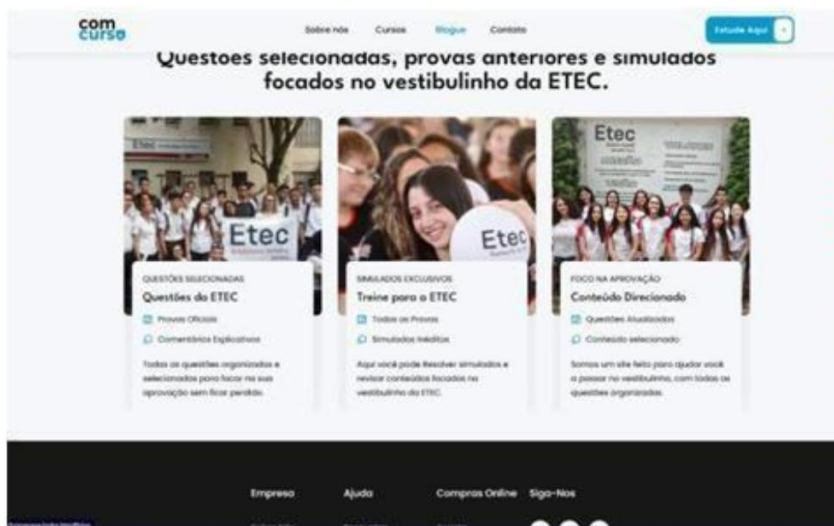 com
curso
Sobre nós Cursos Blogue Contato
Estude Aqui
Questões selecionadas, provas anteriores e simulados
focados no vestibulinho da ETEC.
Etec
Etec
Etec
Etec
QUESTÕES SELECIONADAS
Questões da ETEC
Provas Oficiais
Comentários Explicativos
Todas as questões organizadas e
selecionadas para focar na sua
aprovação sem ficar perdido.
SIMULADOS EXCLUSIVOS
Treine para a ETEC
Todas as Provas
Simulados Inéditos
Aqui você pode Resolver simulados e
revisar conteúdos focados no
vestibulinho da ETEC.
FOCO NA APROVAÇÃO
Conteúdo Direcionado
Questões Atualizadas
Conteúdo selecionado
Somos um site feito para ajudar você
a passar no vestibulinho, com todas as
questões organizadas.
Empresa Ajuda Compras Online Siga-Nos